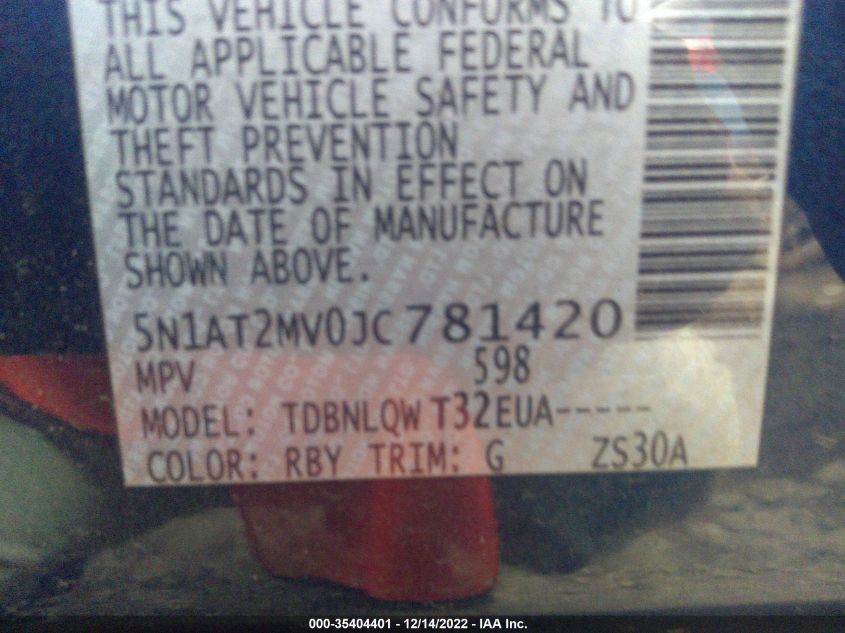 THIS VEHICLE CONFORMS TO
ALL APPLICABLE FEDERAL
MOTOR VEHICLE SAFETY AND
THEFT PREVENTION
STANDARDS IN EFFECT ON
THE DATE OF MANUFACTURE
SHOWN ABOVE.
5N1AT2MV0JC781420
MPV 598
MODEL: TDBNLQW T32EUA-----
COLOR: RBY TRIM: G ZS30A
000-35404401 - 12/14/2022 - IAA Inc.